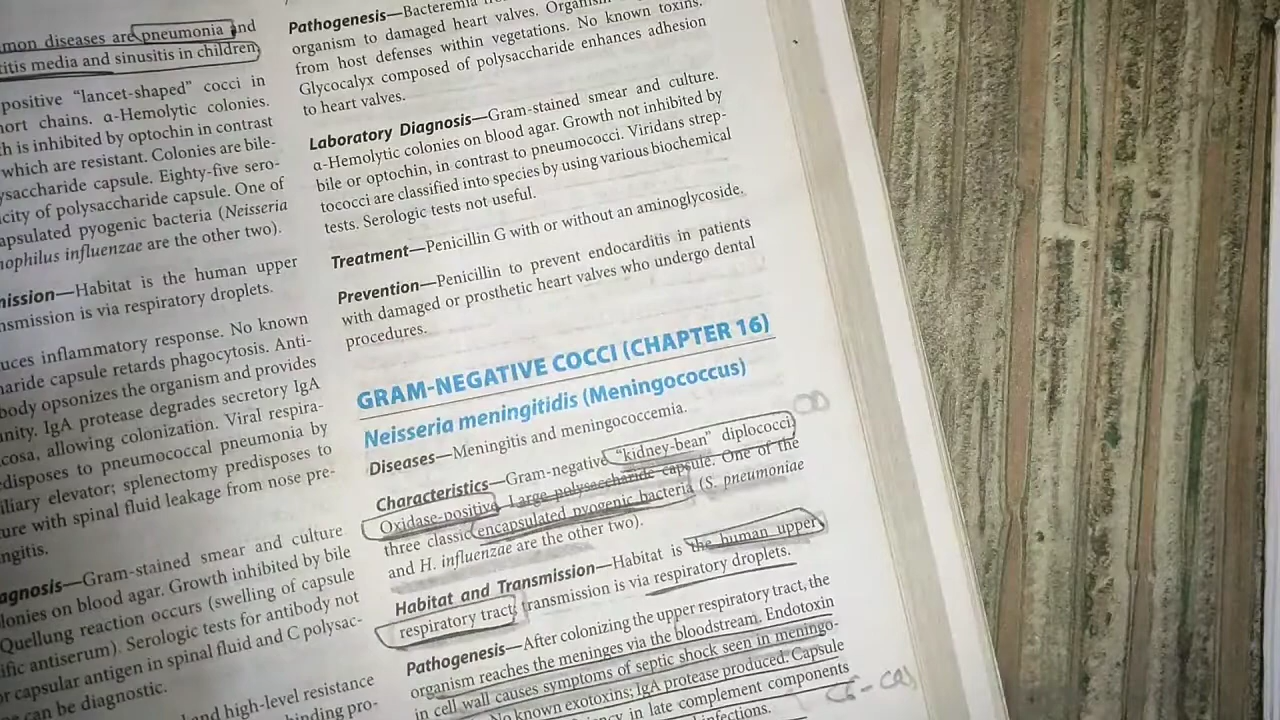 mon diseases are pneumonia and
titis media and sinusitis in children
positive “lancet-shaped” cocci in
ort chains. α-Hemolytic colonies.
h is inhibited by optochin in contrast
which are resistant. Colonies are bile-
ysaccharide capsule. Eighty-five sero-
icity of polysaccharide capsule. One of
apsulated pyogenic bacteria (Neisseria
mophilus influenzae are the other two).
mission—Habitat is the human upper
nsmission is via respiratory droplets.
uces inflammatory response. No known
haride capsule retards phagocytosis. Anti-
body opsonizes the organism and provides
unity. IgA protease degrades secretory IgA
cosa, allowing colonization. Viral respira-
disposes to pneumococcal pneumonia by
iliary elevator; splenectomy predisposes to
ure with spinal fluid leakage from nose pre-
ngitis.
agnosis—Gram-stained smear and culture
olonies on blood agar. Growth inhibited by bile
Quellung reaction occurs (swelling of capsule
ific antiserum). Serologic tests for antibody not
or capsular antigen in spinal fluid and C polysac-
e can be diagnostic.
and high-level resistance
binding pro-
Pathogenesis—Bacteremia
organism to damaged heart valves. Organism
from host defenses within vegetations. No known toxins.
Glycocalyx composed of polysaccharide enhances adhesion
to heart valves.
Laboratory Diagnosis—Gram-stained smear and culture.
α-Hemolytic colonies on blood agar. Growth not inhibited by
bile or optochin, in contrast to pneumococci. Viridans strep-
tococci are classified into species by using various biochemical
tests. Serologic tests not useful.
Treatment—Penicillin G with or without an aminoglycoside.
Prevention—Penicillin to prevent endocarditis in patients
with damaged or prosthetic heart valves who undergo dental
procedures.
GRAM-NEGATIVE COCCI (CHAPTER 16)
Neisseria meningitidis (Meningococcus)
Diseases—Meningitis and meningococcemia.
Characteristics—Gram-negative “kidney-bean” diplococci.
Oxidase-positive. Large polysaccharide capsule. One of the
three classic encapsulated pyogenic bacteria (S. pneumoniae
and H. influenzae are the other two).
Habitat and Transmission—Habitat is the human upper
respiratory tract; transmission is via respiratory droplets.
Pathogenesis—After colonizing the upper respiratory tract, the
organism reaches the meninges via the bloodstream. Endotoxin
in cell wall causes symptoms of septic shock seen in meningo-
No known exotoxins; IgA protease produced. Capsule
in late complement components
infections.